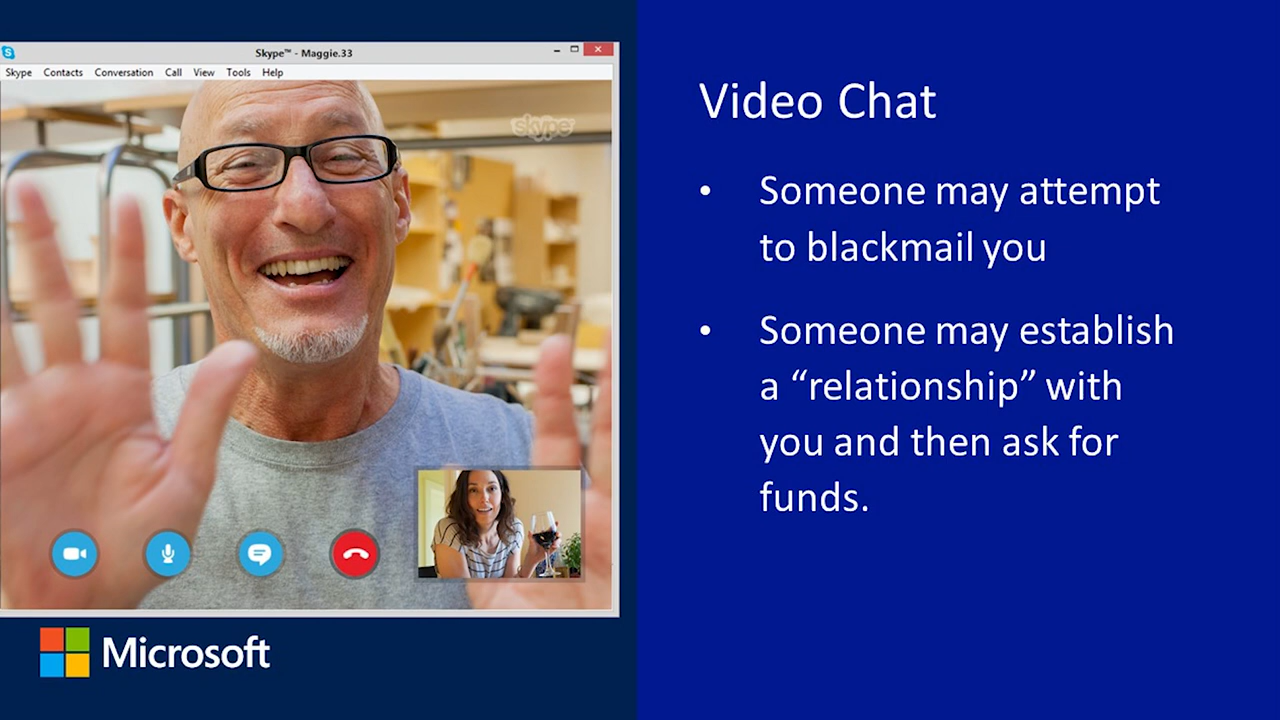 Skype™ - Maggie.33
Skype Contacts Conversation Call View Tools Help
skype
Microsoft
Video Chat
• Someone may attempt
to blackmail you
• Someone may establish
a “relationship” with
you and then ask for
funds.